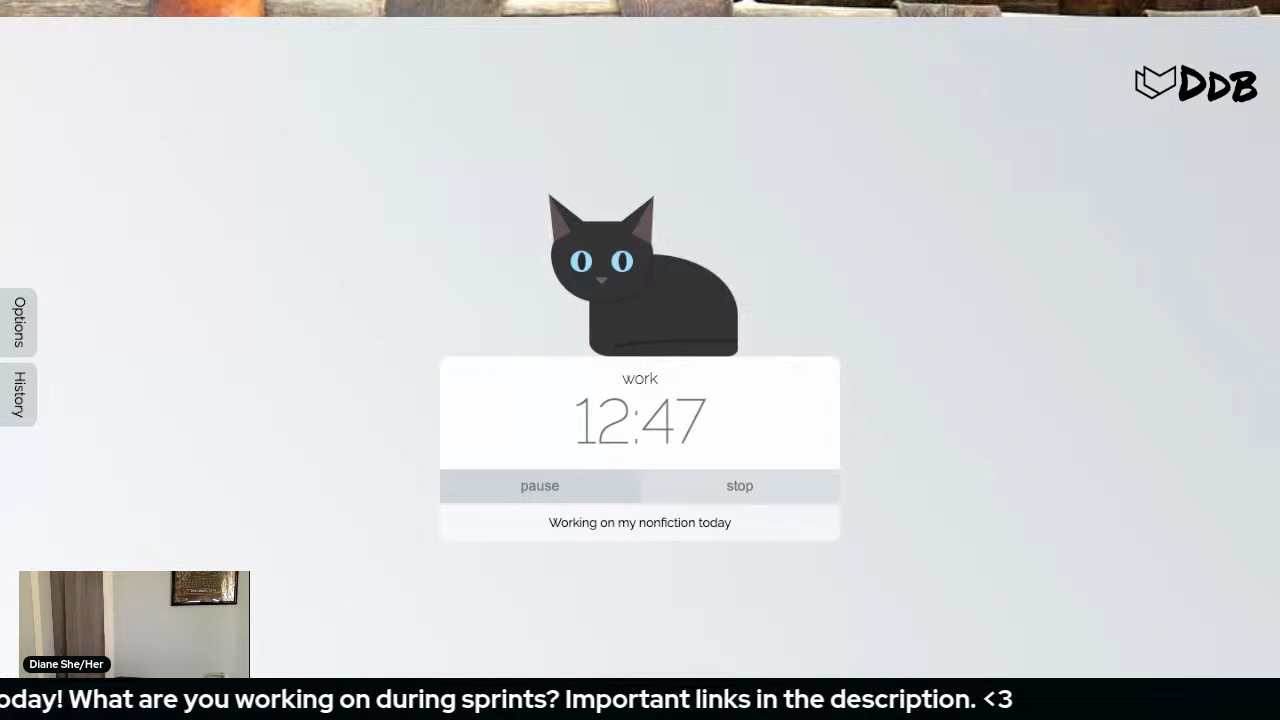 DDB
Options
History
work
12:47
pause
stop
Working on my nonfiction today
Diane She/Her
oday! What are you working on during sprints? Important links in the description. <3